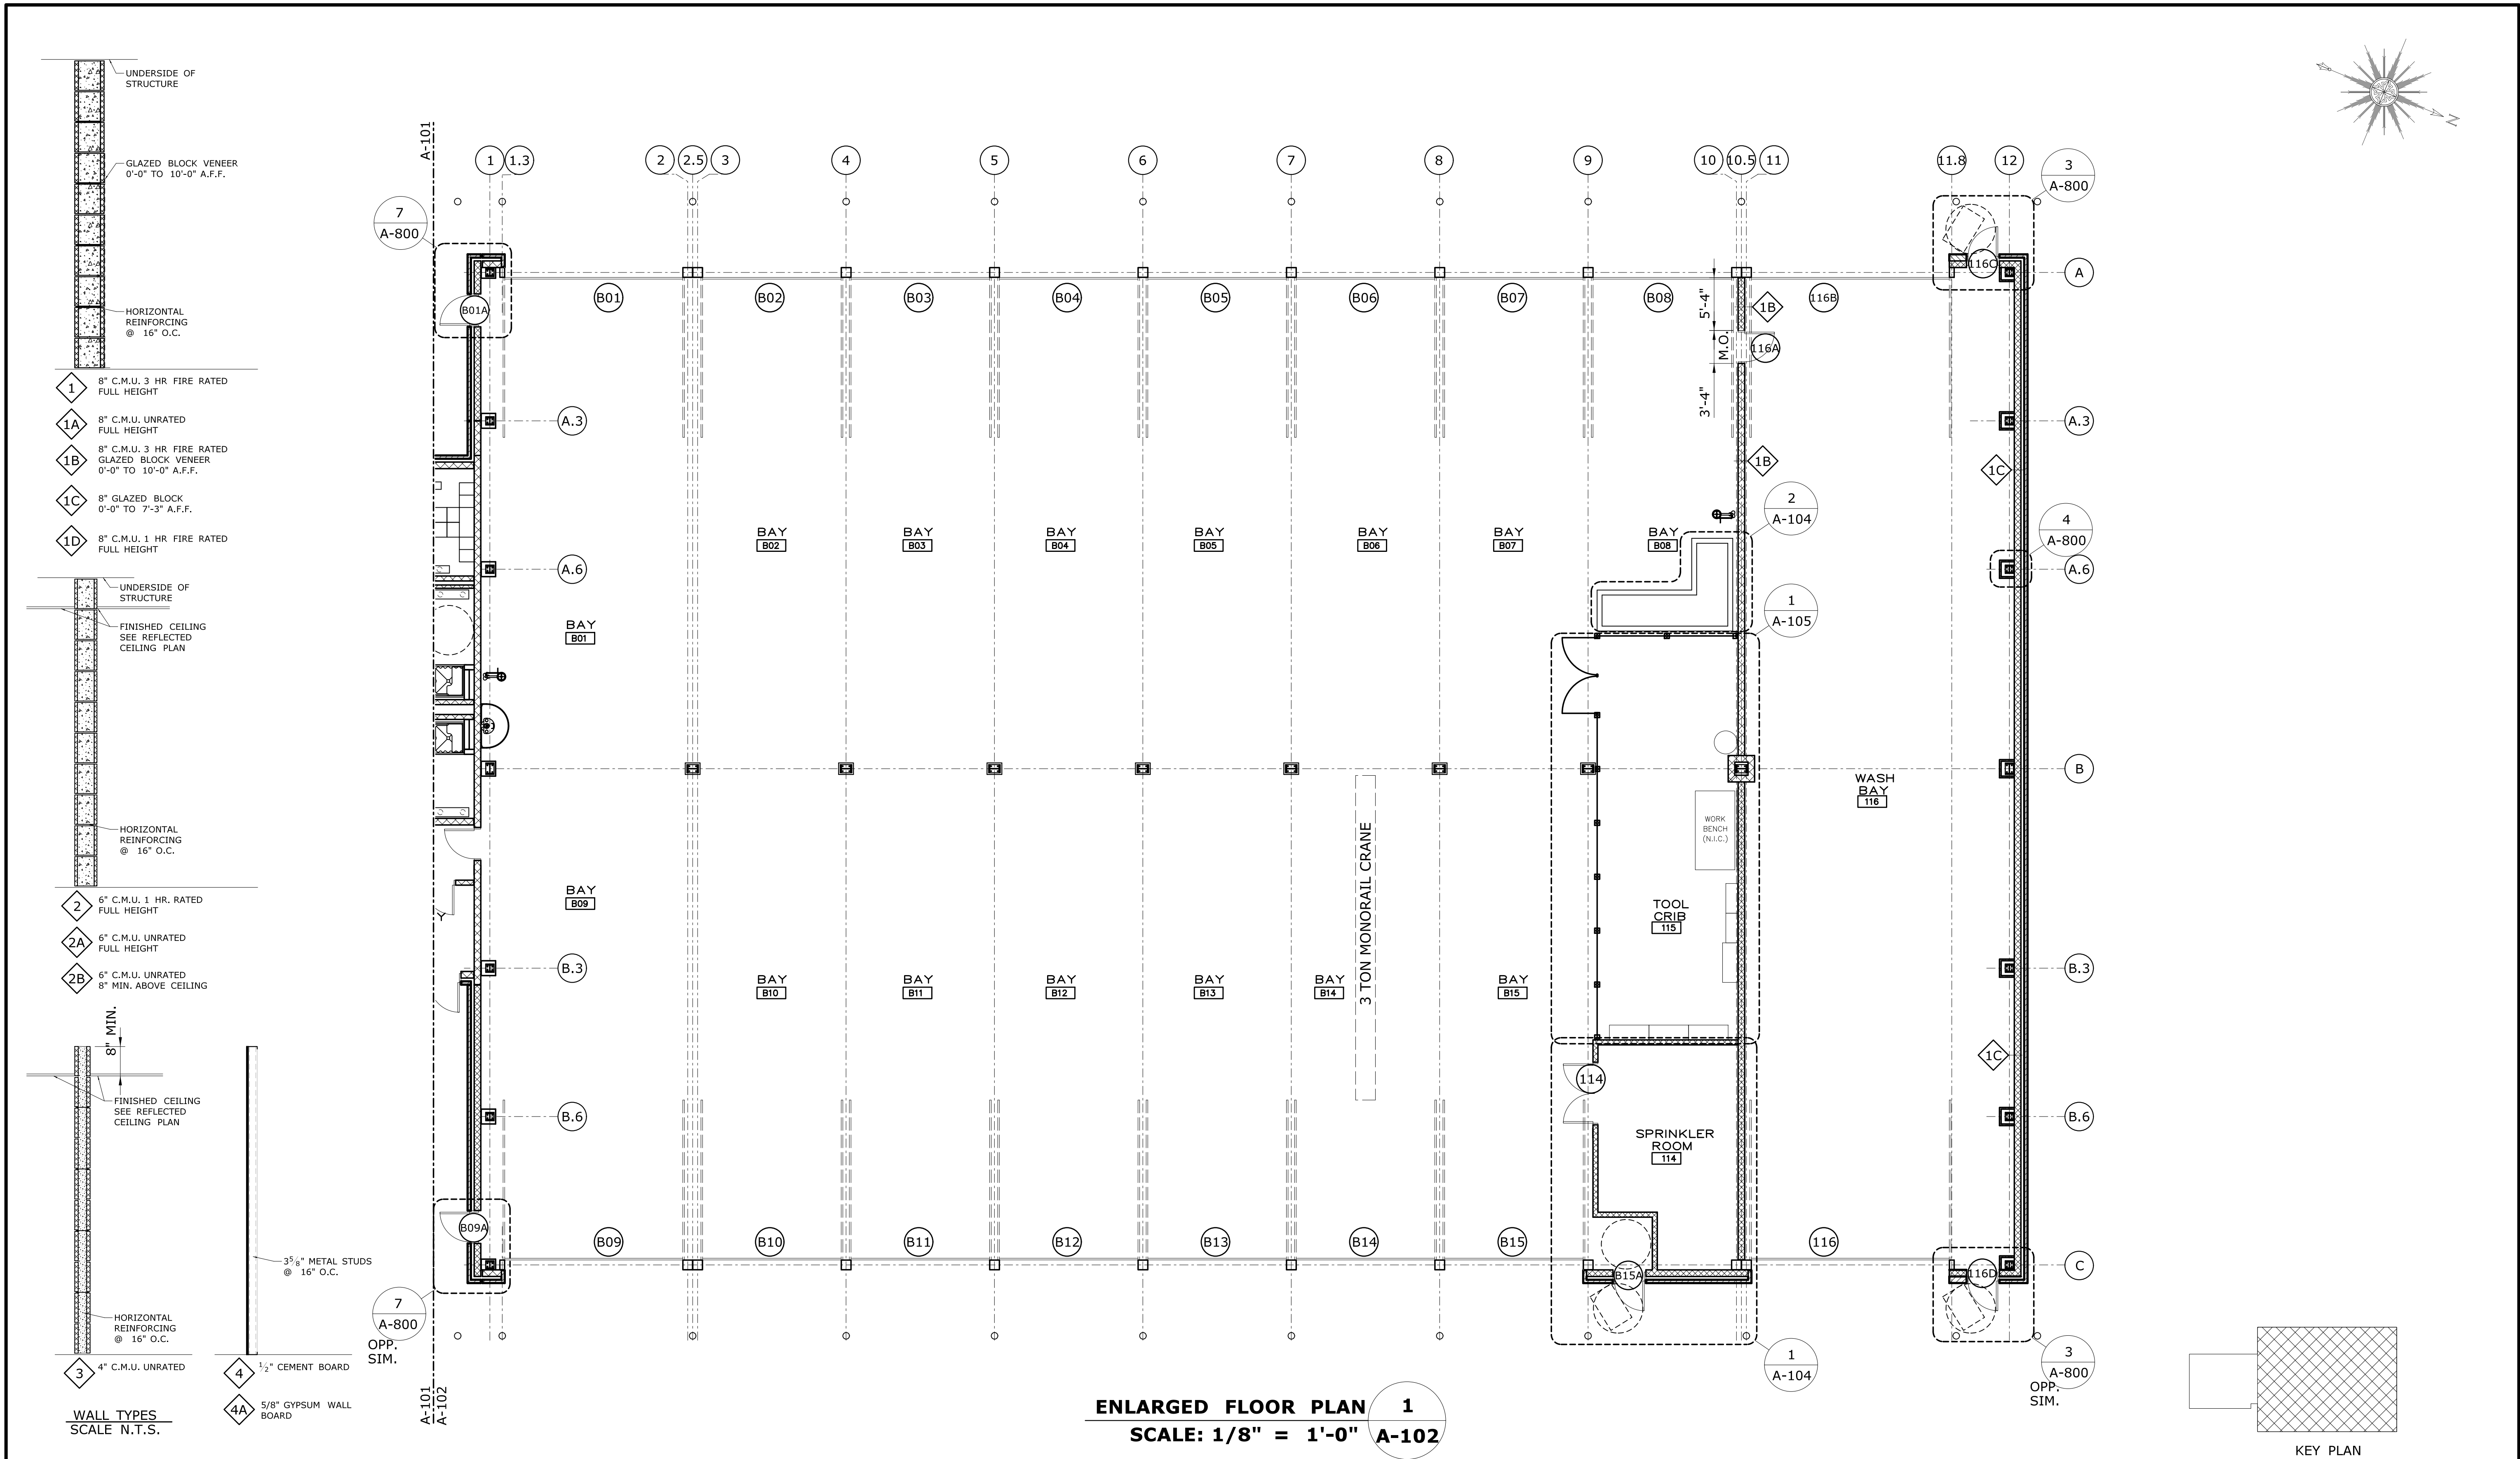 UNDERSIDE OF
STRUCTURE
GLAZED BLOCK VENEER
0'-0" TO 10'-0" A.F.F.
HORIZONTAL
REINFORCING
@ 16" O.C.
1
8" C.M.U. 3 HR FIRE RATED
FULL HEIGHT
1A
8" C.M.U. UNRATED
FULL HEIGHT
1B
8" C.M.U. 3 HR FIRE RATED
GLAZED BLOCK VENEER
0'-0" TO 10'-0" A.F.F.
1C
8" GLAZED BLOCK
0'-0" TO 7'-3" A.F.F.
1D
8" C.M.U. 1 HR FIRE RATED
FULL HEIGHT
UNDERSIDE OF
STRUCTURE
FINISHED CEILING
SEE REFLECTED
CEILING PLAN
HORIZONTAL
REINFORCING
@ 16" O.C.
2
6" C.M.U. 1 HR. RATED
FULL HEIGHT
2A
6" C.M.U. UNRATED
FULL HEIGHT
2B
6" C.M.U. UNRATED
8" MIN. ABOVE CEILING
8" MIN.
FINISHED CEILING
SEE REFLECTED
CEILING PLAN
HORIZONTAL
REINFORCING
@ 16" O.C.
3
4" C.M.U. UNRATED
3 5/8" METAL STUDS
@ 16" O.C.
4
1/2" CEMENT BOARD
4A
5/8" GYPSUM WALL
BOARD
WALL TYPES
SCALE N.T.S.
A-101
1
1.3
2
2.5
3
4
5
6
7
8
9
10
10.5
11
11.8
12
3
A-800
N
7
A-800
B01A
B01
B02
B03
B04
B05
B06
B07
B08
116B
116C
A
5'-4"
M.O.
3'-4"
1B
116A
A.3
A.3
1B
1C
2
A-104
4
A-800
BAY
B02
BAY
B03
BAY
B04
BAY
B05
BAY
B06
BAY
B07
BAY
B08
A.6
A.6
1
A-105
BAY
B01
B
WASH
BAY
116
WORK
BENCH
(N.I.C.)
3 TON MONORAIL CRANE
BAY
B09
Y
TOOL
CRIB
115
B.3
B.3
BAY
B10
BAY
B11
BAY
B12
BAY
B13
BAY
B14
BAY
B15
1C
114
B.6
B.6
SPRINKLER
ROOM
114
B09A
B09
B10
B11
B12
B13
B14
B15
116
B15A
116D
C
7
A-800
OPP.
SIM.
1
A-104
3
A-800
OPP.
SIM.
A-101
A-102
ENLARGED FLOOR PLAN
SCALE: 1/8" = 1'-0"
1
A-102
KEY PLAN